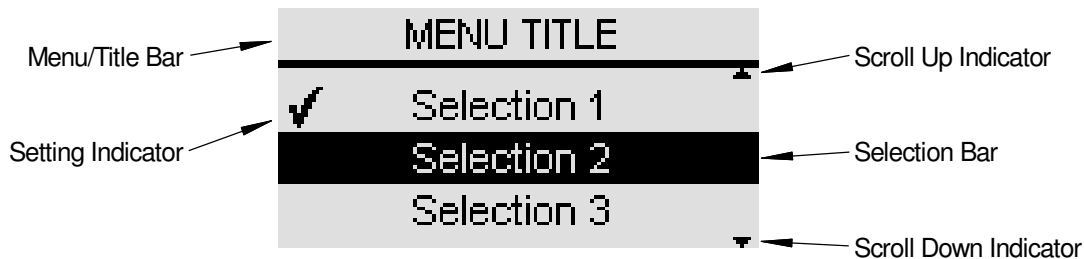 MENU TITLE
Menu/Title Bar
Scroll Up Indicator
Selection 1
Setting Indicator
Selection 2
Selection Bar
Selection 3
Scroll Down Indicator